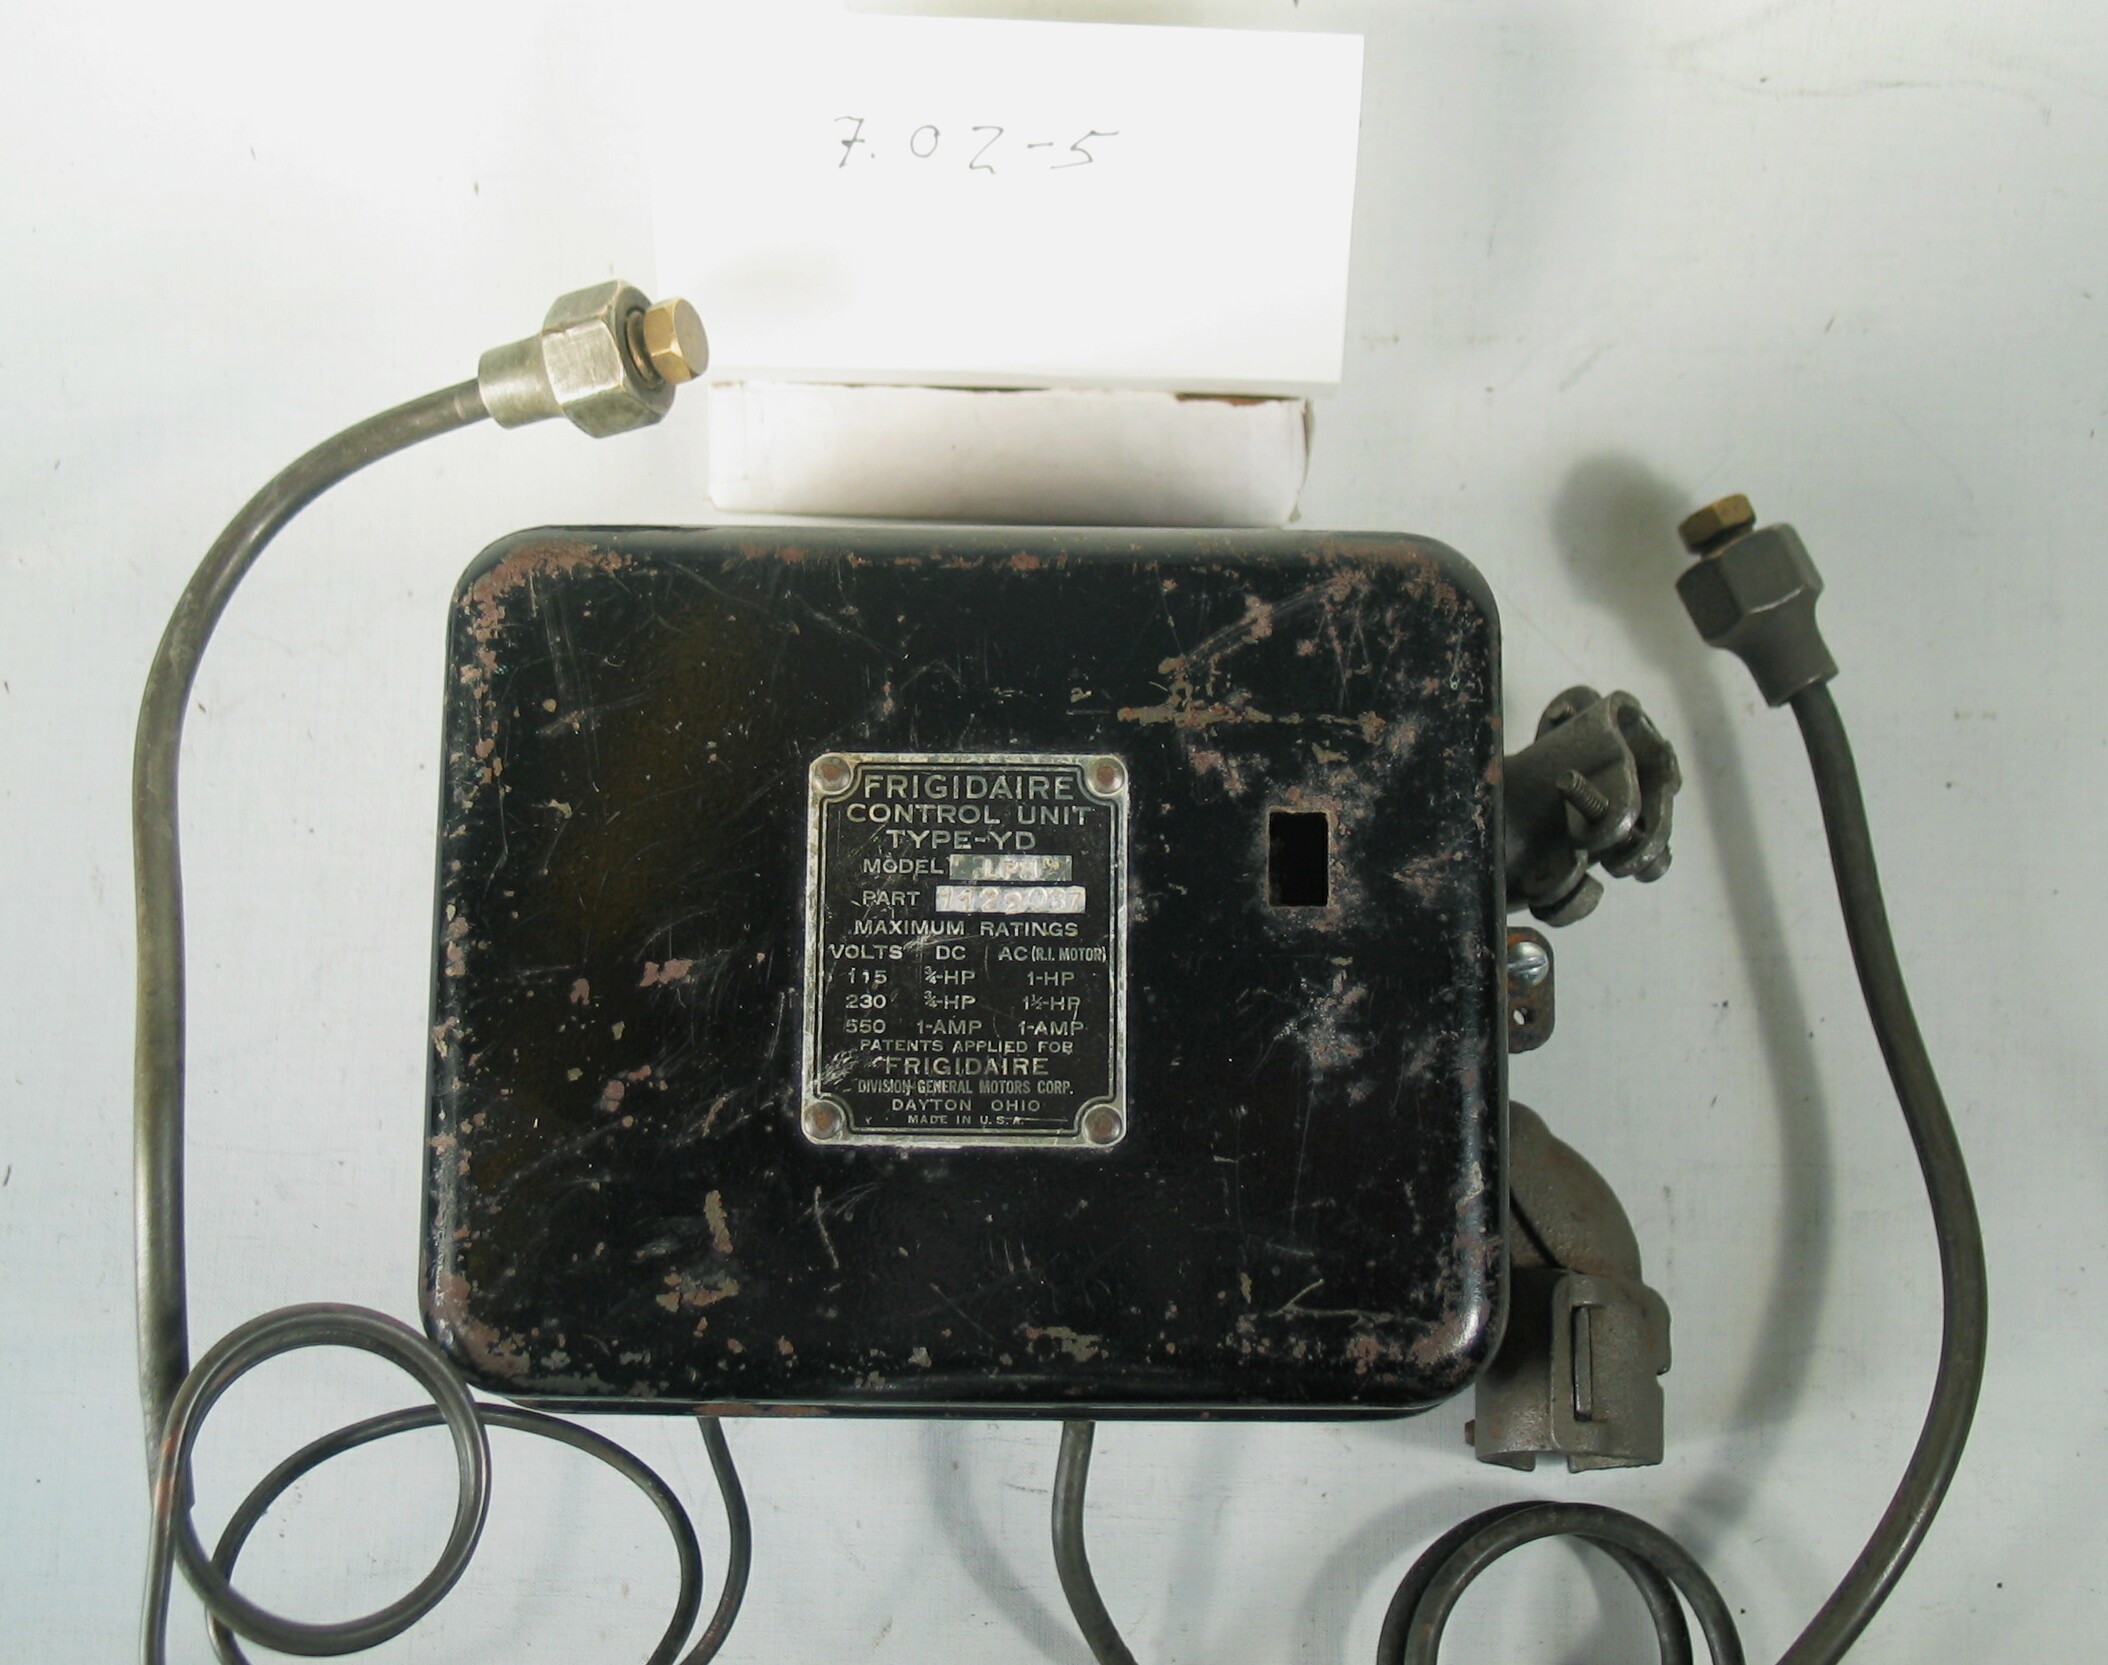 7.02-5
FRIGIDAIRE
CONTROL UNIT
TYPE-YD
MODEL
PART
MAXIMUM RATINGS
VOLTS DC AC (R.I. MOTOR)
115 ¾-HP 1-HP
230 ¾-HP 1½-HP
550 1-AMP 1-AMP
PATENTS APPLIED FOR
FRIGIDAIRE
DIVISION GENERAL MOTORS CORP.
DAYTON OHIO
MADE IN U.S.A.